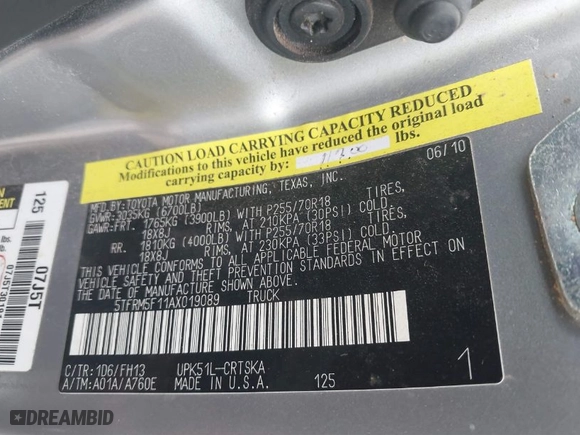 CAUTION LOAD CARRYING CAPACITY REDUCED
Modifications to this vehicle have reduced the original load
carrying capacity by lbs.
MFD.BY:TOYOTA MOTOR MANUFACTURING, TEXAS, INC. 06/10
GVWR:3035KG (6700LB)
GAWR:FRT. 1765KG (3900LB) WITH P255/70R18 TIRES,
18X8J RIMS, AT 210KPA (30PSI) COLD.
RR. 1810KG (4000LB) WITH P255/70R18 TIRES,
18X8J RIMS, AT 230KPA (33PSI) COLD.
THIS VEHICLE CONFORMS TO ALL APPLICABLE FEDERAL
MOTOR VEHICLE SAFETY STANDARDS IN EFFECT ON THE
DATE OF MANUFACTURE SHOWN ABOVE.
5TFRM5F11AX019089 TRUCK
C/TR:1D6/FH13 UPK51L-CRTSKA
A/TM:A01A/A760E MADE IN U.S.A. 125
1
125
07J5T
lbs.
DREAMBID